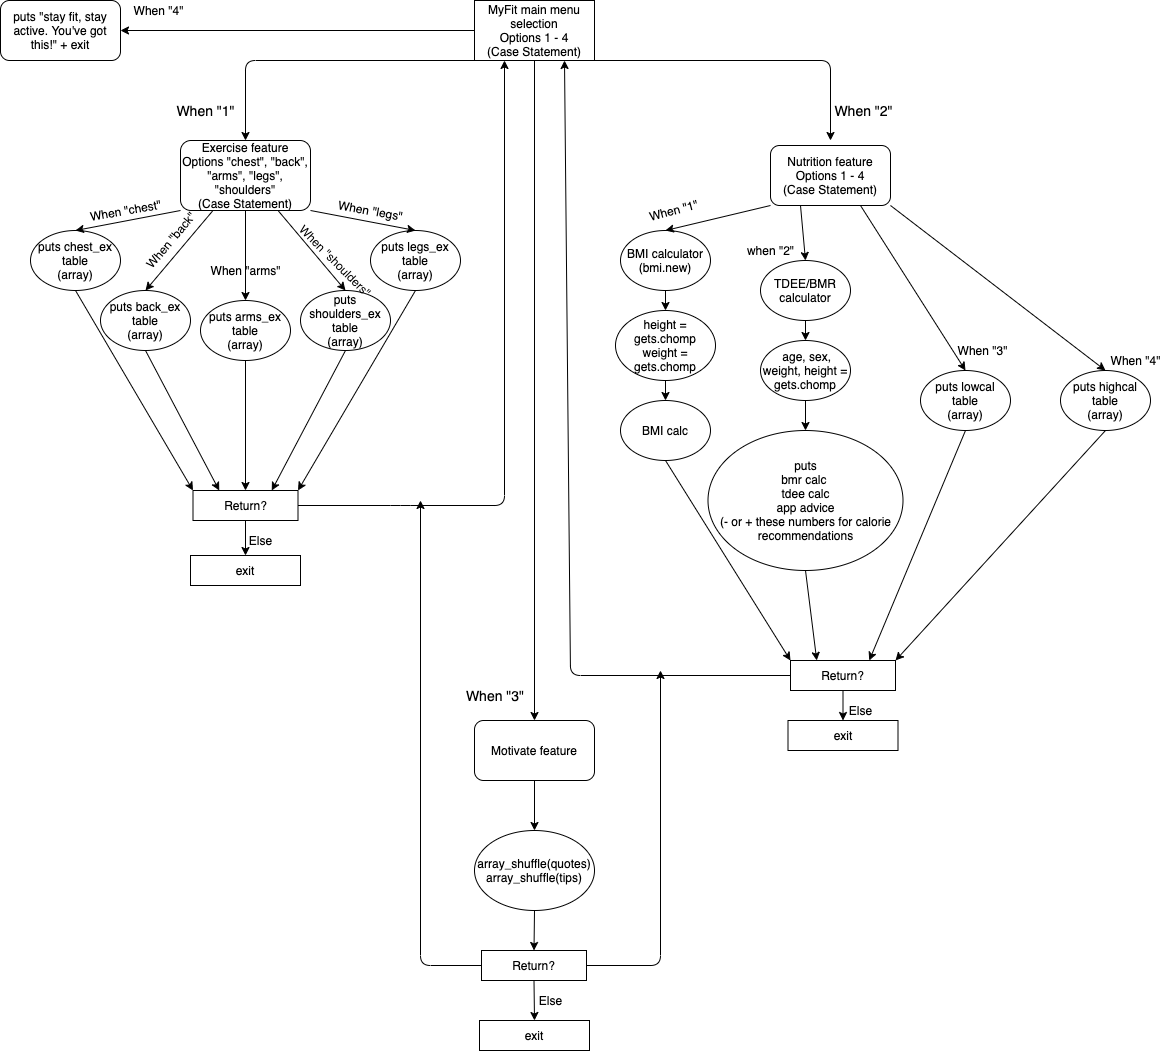 puts "stay fit, stay
active. You've got
this!" + exit
When "4"
MyFit main menu
selection
Options 1 - 4
(Case Statement)
When "1"
When "2"
Exercise feature
Options "chest", "back",
"arms", "legs",
"shoulders"
(Case Statement)
Nutrition feature
Options 1 - 4
(Case Statement)
When "chest"
When "back"
When "arms"
When "shoulders"
When "legs"
puts chest_ex
table
(array)
puts back_ex
table
(array)
puts arms_ex
table
(array)
puts
shoulders_ex
table
(array)
puts legs_ex
table
(array)
Return?
Else
exit
When "1"
when "2"
When "3"
When "4"
BMI calculator
(bmi.new)
height =
gets.chomp
weight =
gets.chomp
BMI calc
TDEE/BMR
calculator
age, sex,
weight, height =
gets.chomp
puts
bmr calc
tdee calc
app advice
(- or + these numbers for calorie
recommendations
puts lowcal
table
(array)
puts highcal
table
(array)
Return?
Else
exit
When "3"
Motivate feature
array_shuffle(quotes)
array_shuffle(tips)
Return?
Else
exit